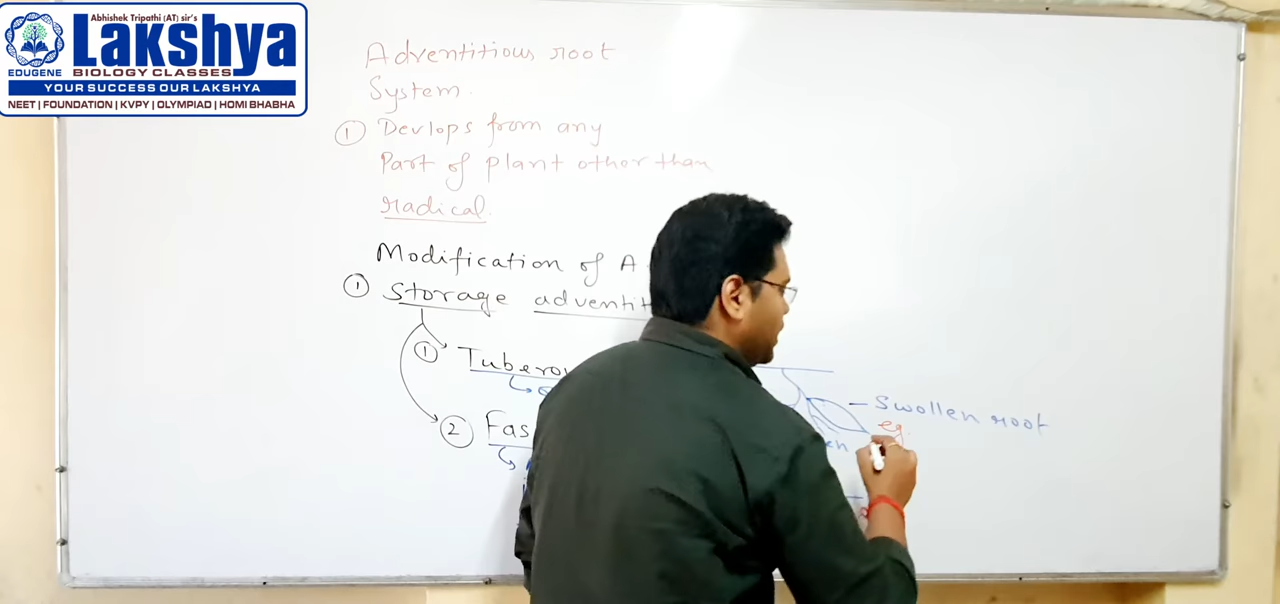 Abhishek Tripathi (AT) sir's
Lakshya
EDUGENE
BIOLOGY CLASSES
YOUR SUCCESS OUR LAKSHYA
NEET | FOUNDATION | KVPY | OLYMPIAD | HOMI BHABHA
Adventitious root
System.
① Devlops from any
Part of plant other than
radical.
Modification of A
① Storage adventit
① Tuberou
② Fas
Swollen root
eg.